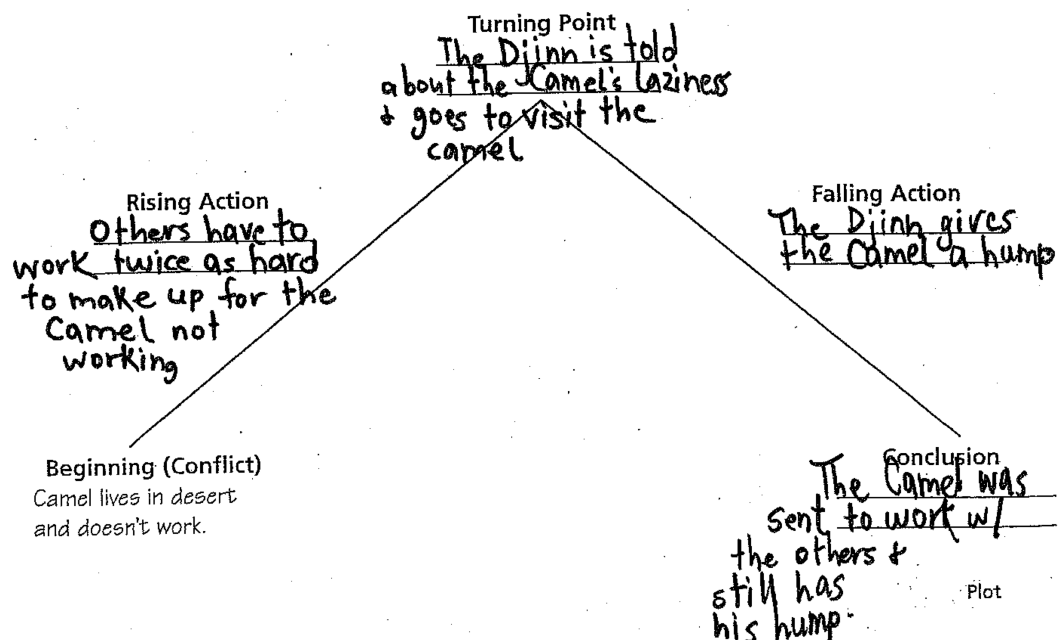 Turning Point
The Djinn is told
about the Camel's laziness
& goes to visit the
camel
Rising Action
Others have to
work twice as hard
to make up for the
Camel not
working
Falling Action
The Djinn gives
the Camel a hump
Beginning (Conflict)
Camel lives in desert
and doesn't work.
Conclusion
The Camel was
sent to work w/
the others &
still has
his hump.
Plot